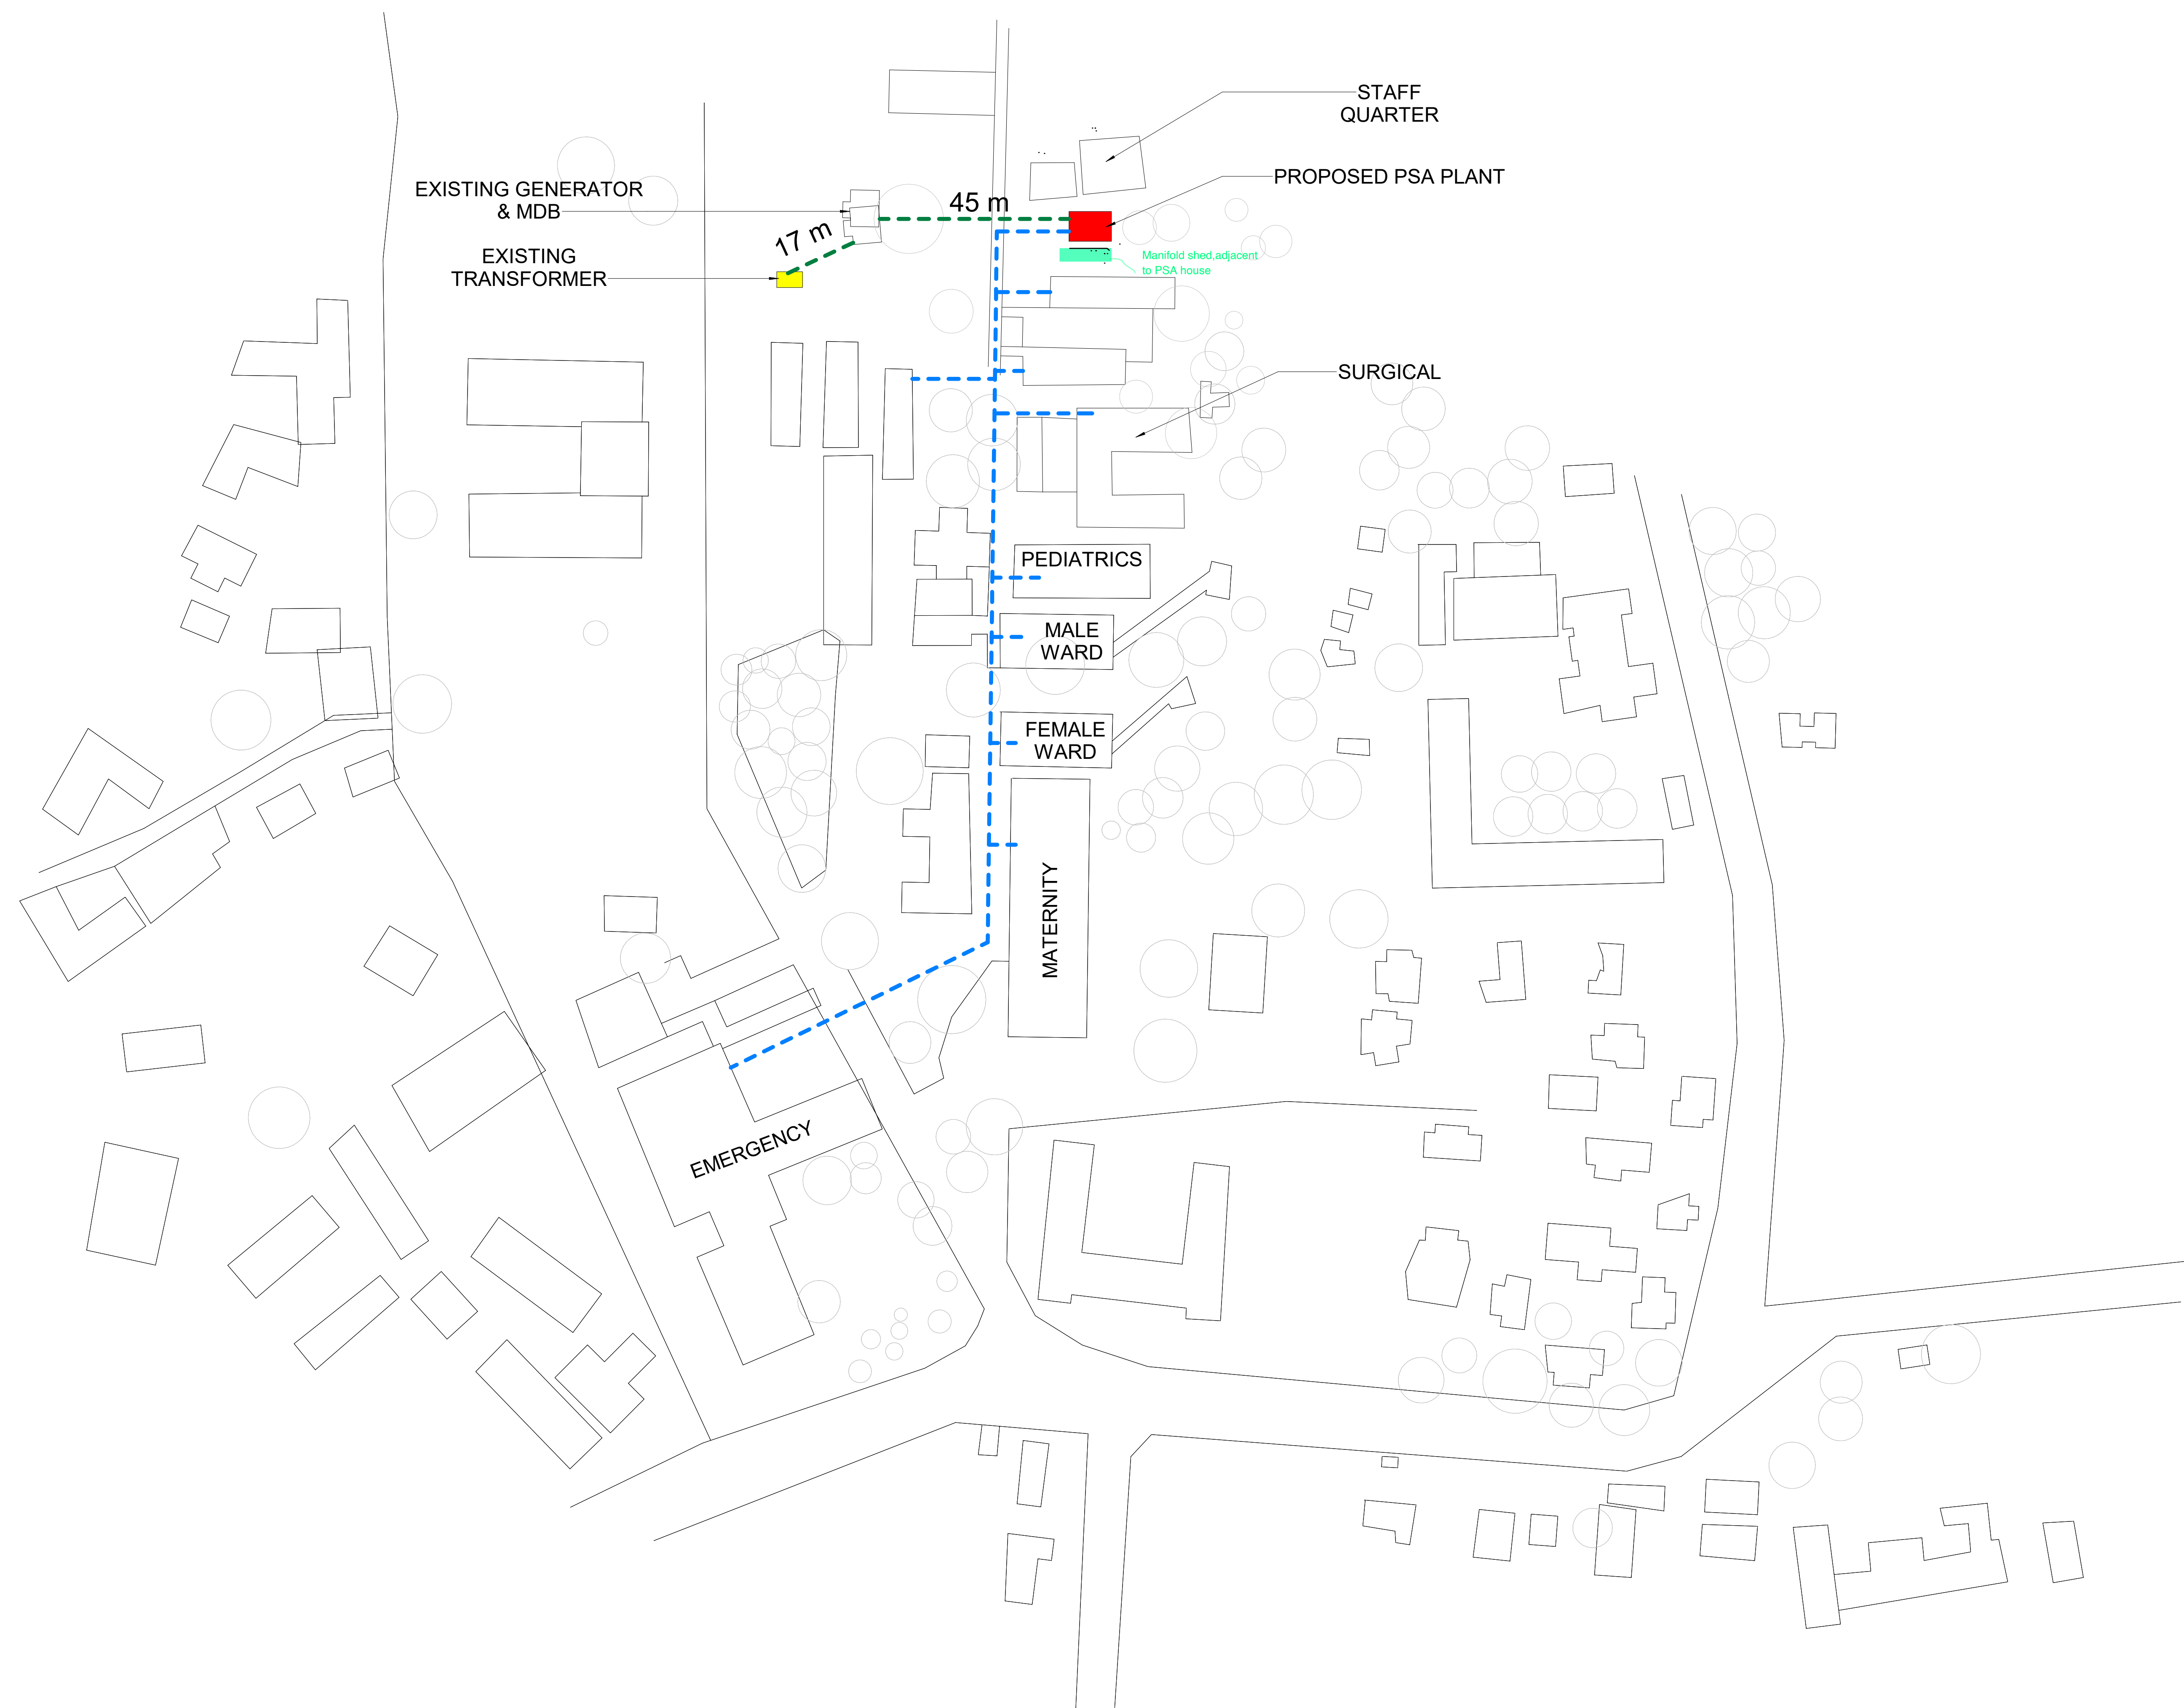 STAFF
QUARTER
PROPOSED PSA PLANT
EXISTING GENERATOR
& MDB
45 m
17 m
EXISTING
TRANSFORMER
Manifold shed,adjacent
to PSA house
SURGICAL
PEDIATRICS
MALE
WARD
FEMALE
WARD
MATERNITY
EMERGENCY